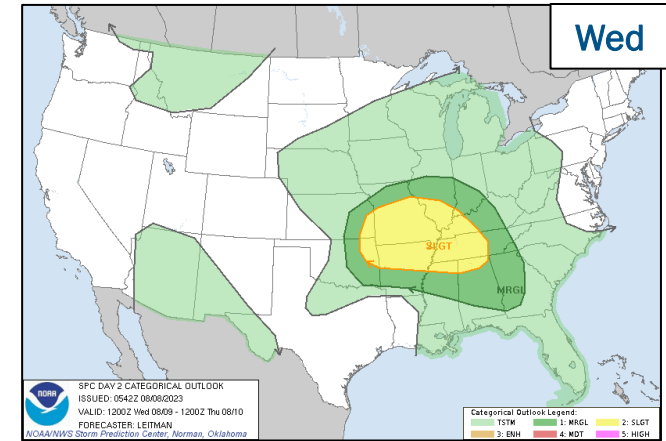 Wed
SLGT
MRGL
NOAA
SPC DAY 2 CATEGORICAL OUTLOOK
ISSUED: 0542Z 08/08/2023
VALID: 1200Z Wed 08/09 - 1200Z Thu 08/10
FORECASTER: LEITMAN
NOAA/NWS Storm Prediction Center, Norman, Oklahoma
Categorical Outlook Legend:
TSTM 1: MRGL 2: SLGT
3: ENH 4: MDT 5: HIGH